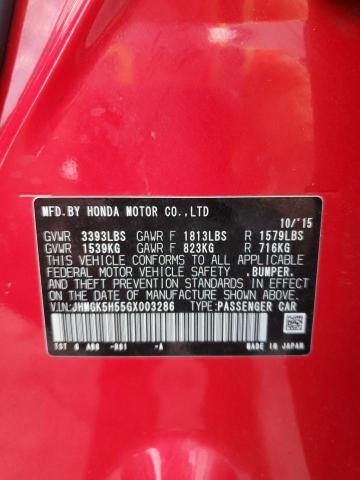 MFD.BY HONDA MOTOR CO.,LTD
10/'15
GVWR 3393LBS GAWR F 1813LBS R 1579LBS
GVWR 1539KG GAWR F 823KG R 716KG
THIS VEHICLE CONFORMS TO ALL APPLICABLE
FEDERAL MOTOR VEHICLE SAFETY .BUMPER.
AND THEFT PREVENTION STANDARDS IN EFFECT
ON THE DATE OF MANUFACTURE SHOWN ABOVE.
V.I.N:JHMGK5H55GX003286 TYPE:PASSENGER CAR
-A
MADE IN JAPAN